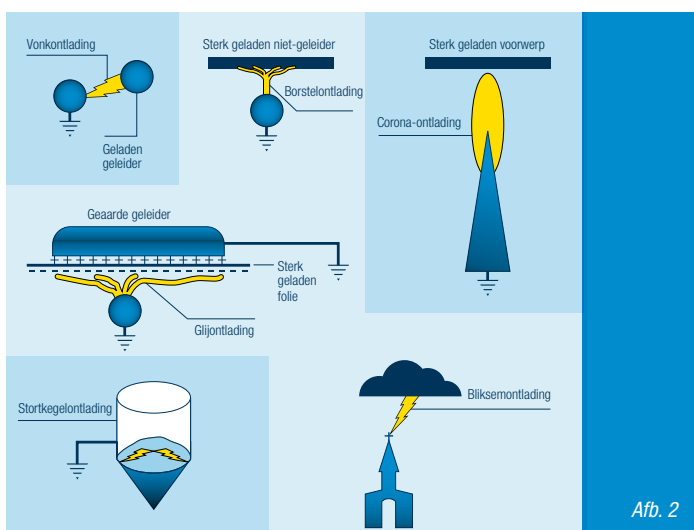 Vonkontlading
Geladen
geleider
Sterk geladen niet-geleider
Borstelontlading
Sterk geladen voorwerp
Corona-ontlading
Geaarde geleider
Sterk
geladen
folie
Glijontlading
Stortkegelontlading
Bliksemontlading
Afb. 2